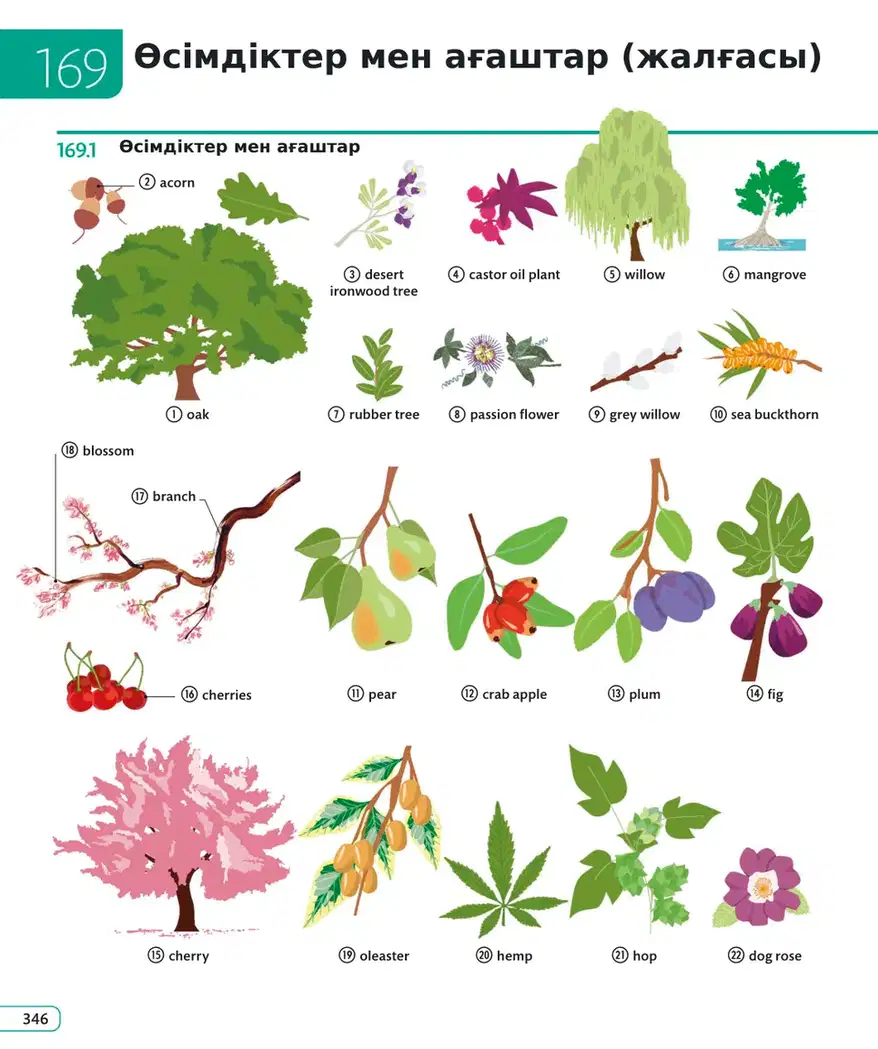 169
Өсімдіктер мен ағаштар (жалғасы)
169.1 Өсімдіктер мен ағаштар
② acorn
③ desert
ironwood tree
④ castor oil plant
⑤ willow
⑥ mangrove
① oak
⑦ rubber tree
⑧ passion flower
⑨ grey willow
⑩ sea buckthorn
⑱ blossom
⑰ branch
⑯ cherries
⑪ pear
⑫ crab apple
⑬ plum
⑭ fig
⑮ cherry
⑲ oleaster
⑳ hemp
㉑ hop
㉒ dog rose
346